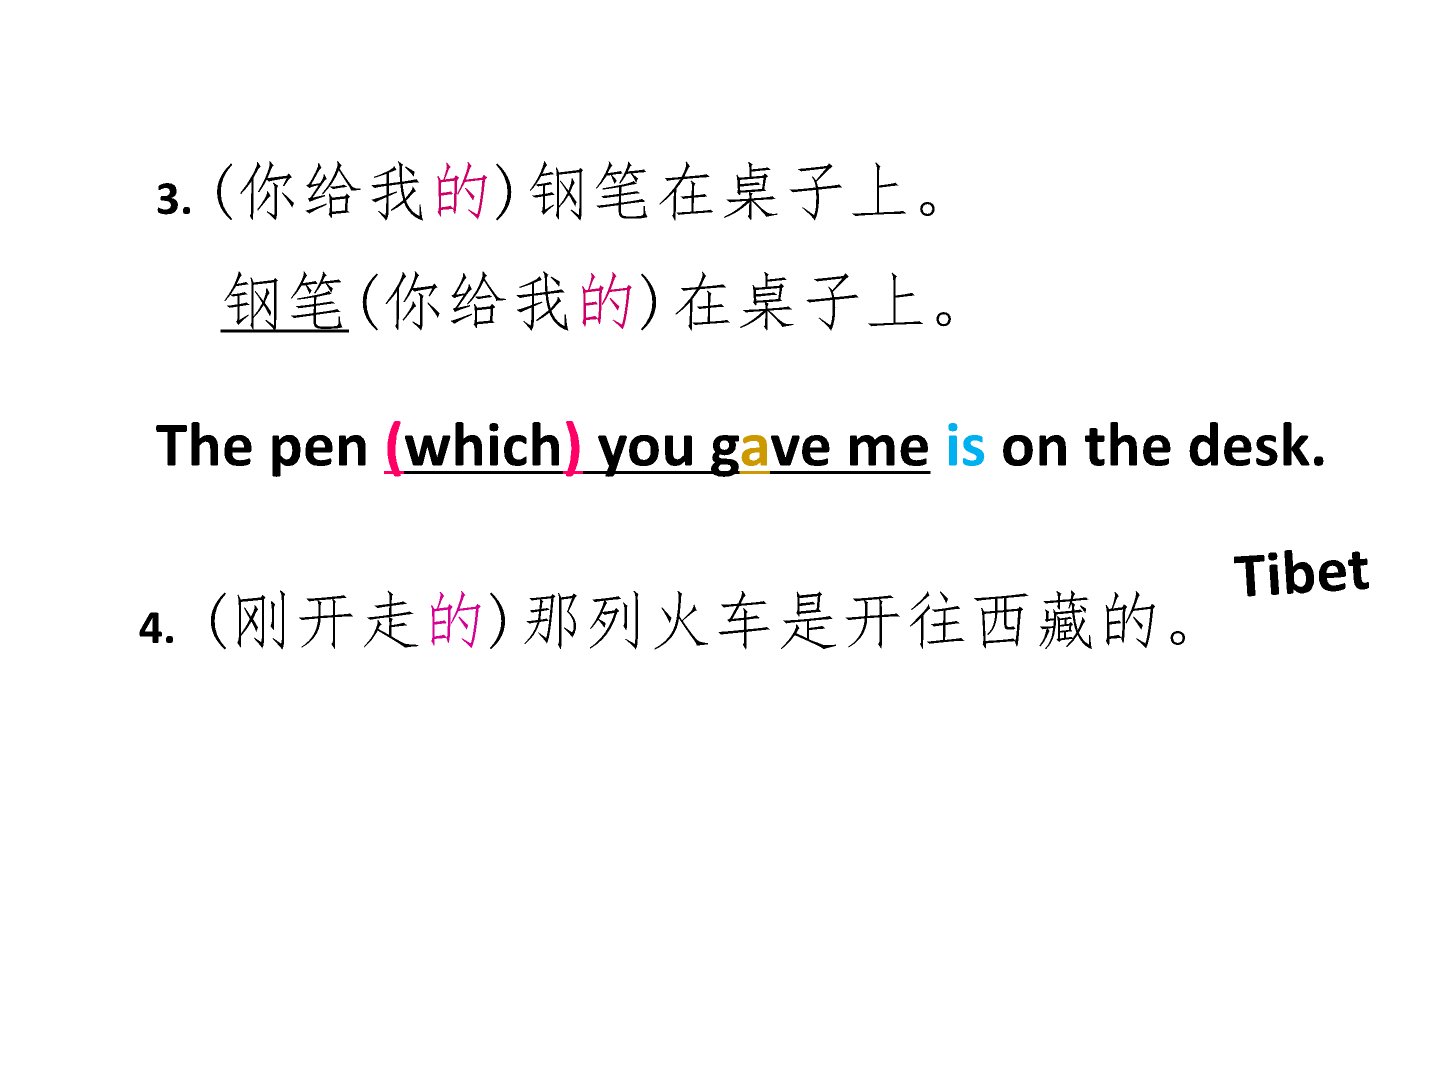 3. (你给我的)钢笔在桌子上。
钢笔(你给我的)在桌子上。
The pen (which) you gave me is on the desk.
Tibet
4. (刚开走的)那列火车是开往西藏的。